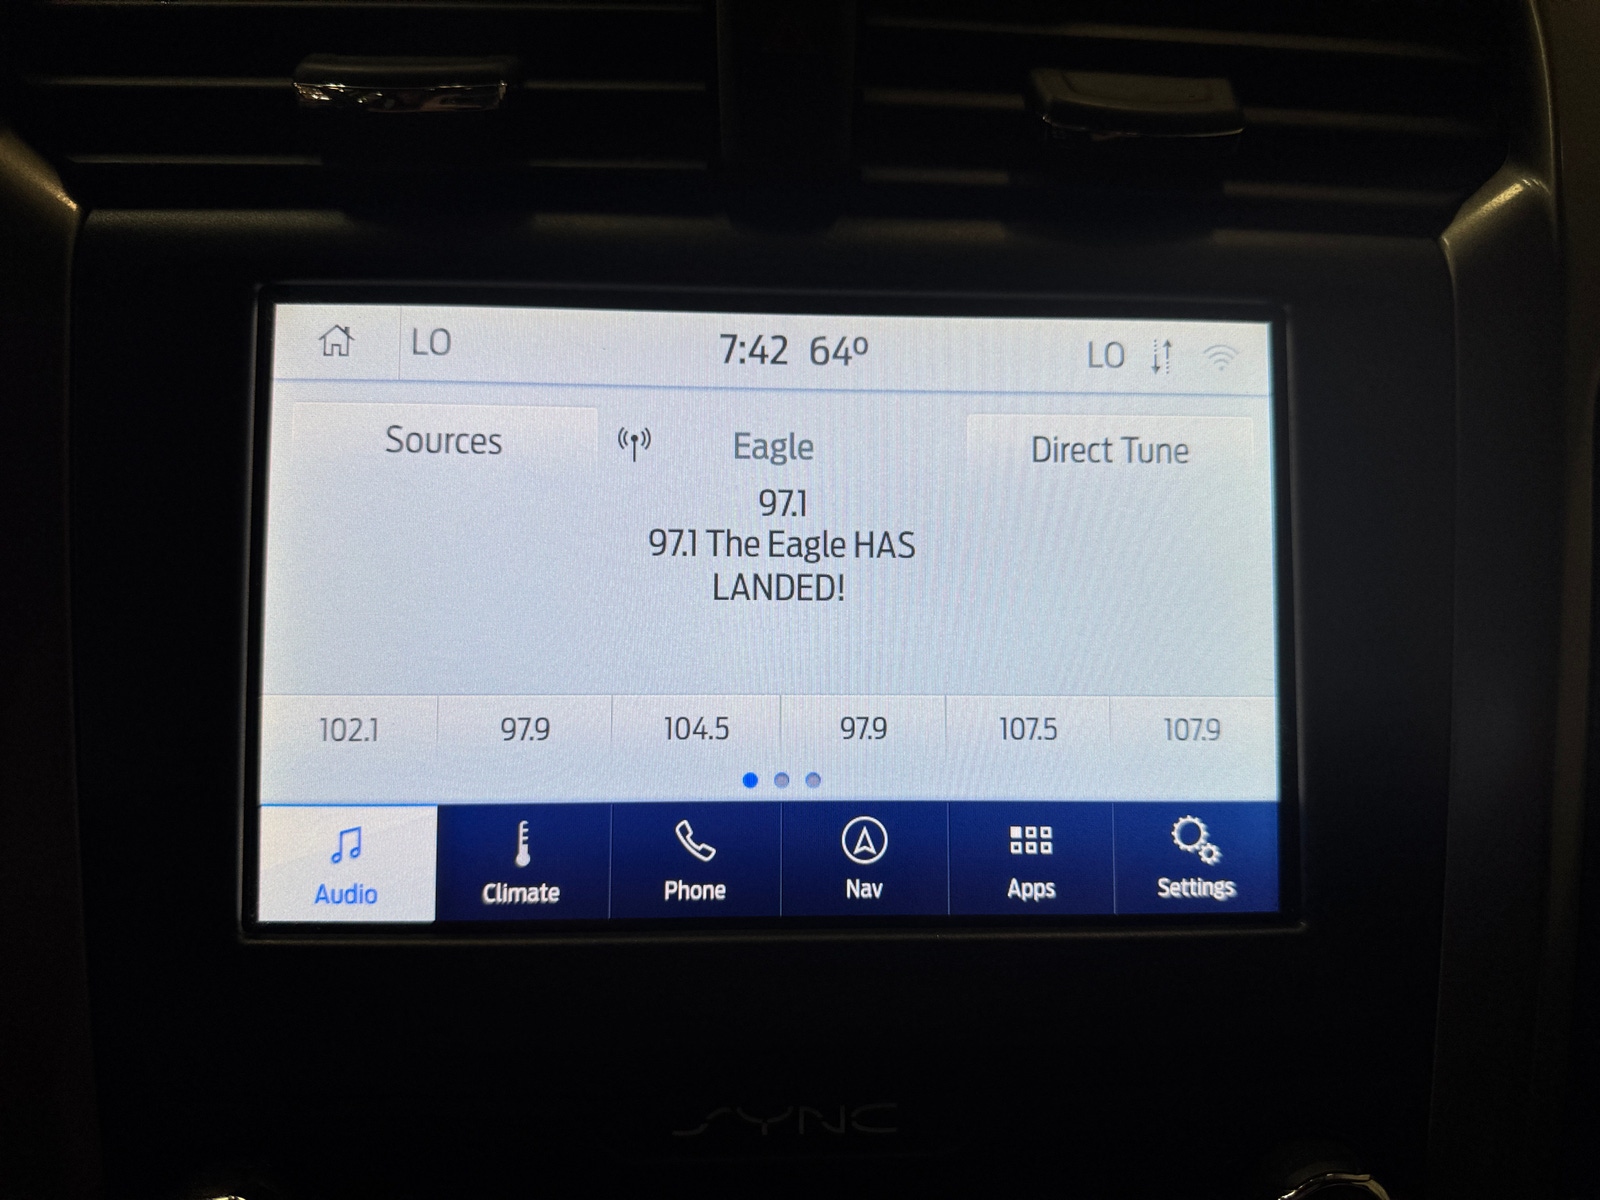 LO 7:42 64º LO
Sources Eagle Direct Tune
97.1
97.1 The Eagle HAS
LANDED!
102.1 97.9 104.5 97.9 107.5 107.9
Audio Climate Phone Nav Apps Settings
SYNC